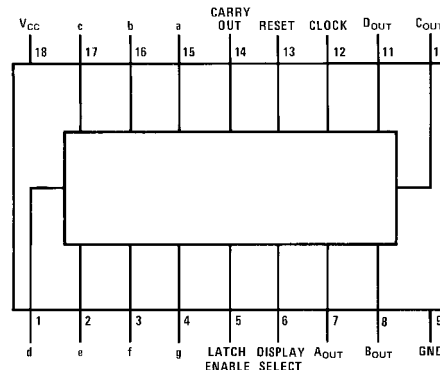 CARRY
VCC c b a OUT RESET CLOCK DOUT COUT
18 17 16 15 14 13 12 11 1
1 2 3 4 5 6 7 8 9
d e f g LATCH DISPLAY AOUT BOUT GND
ENABLE SELECT